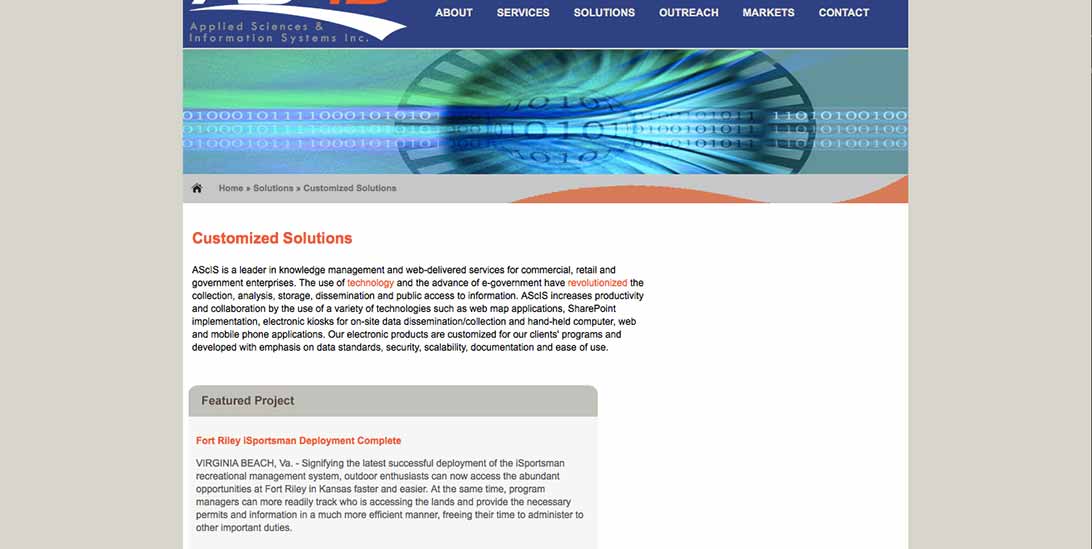 Applied Sciences &
Information Systems Inc.
ABOUT SERVICES SOLUTIONS OUTREACH MARKETS CONTACT
Home » Solutions » Customized Solutions
Customized Solutions
AScIS is a leader in knowledge management and web-delivered services for commercial, retail and
government enterprises. The use of technology and the advance of e-government have revolutionized the
collection, analysis, storage, dissemination and public access to information. AScIS increases productivity
and collaboration by the use of a variety of technologies such as web map applications, SharePoint
implementation, electronic kiosks for on-site data dissemination/collection and hand-held computer, web
and mobile phone applications. Our electronic products are customized for our clients' programs and
developed with emphasis on data standards, security, scalability, documentation and ease of use.
Featured Project
Fort Riley iSportsman Deployment Complete
VIRGINIA BEACH, Va. - Signifying the latest successful deployment of the iSportsman
recreational management system, outdoor enthusiasts can now access the abundant
opportunities at Fort Riley in Kansas faster and easier. At the same time, program
managers can more readily track who is accessing the lands and provide the necessary
permits and information in a much more efficient manner, freeing their time to administer to
other important duties.